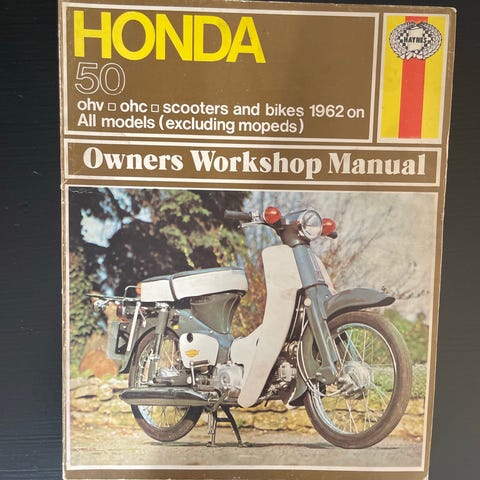 HONDA
HAYNES
50
ohv □ ohc □ scooters and bikes 1962 on
All models (excluding mopeds)
Owners Workshop Manual